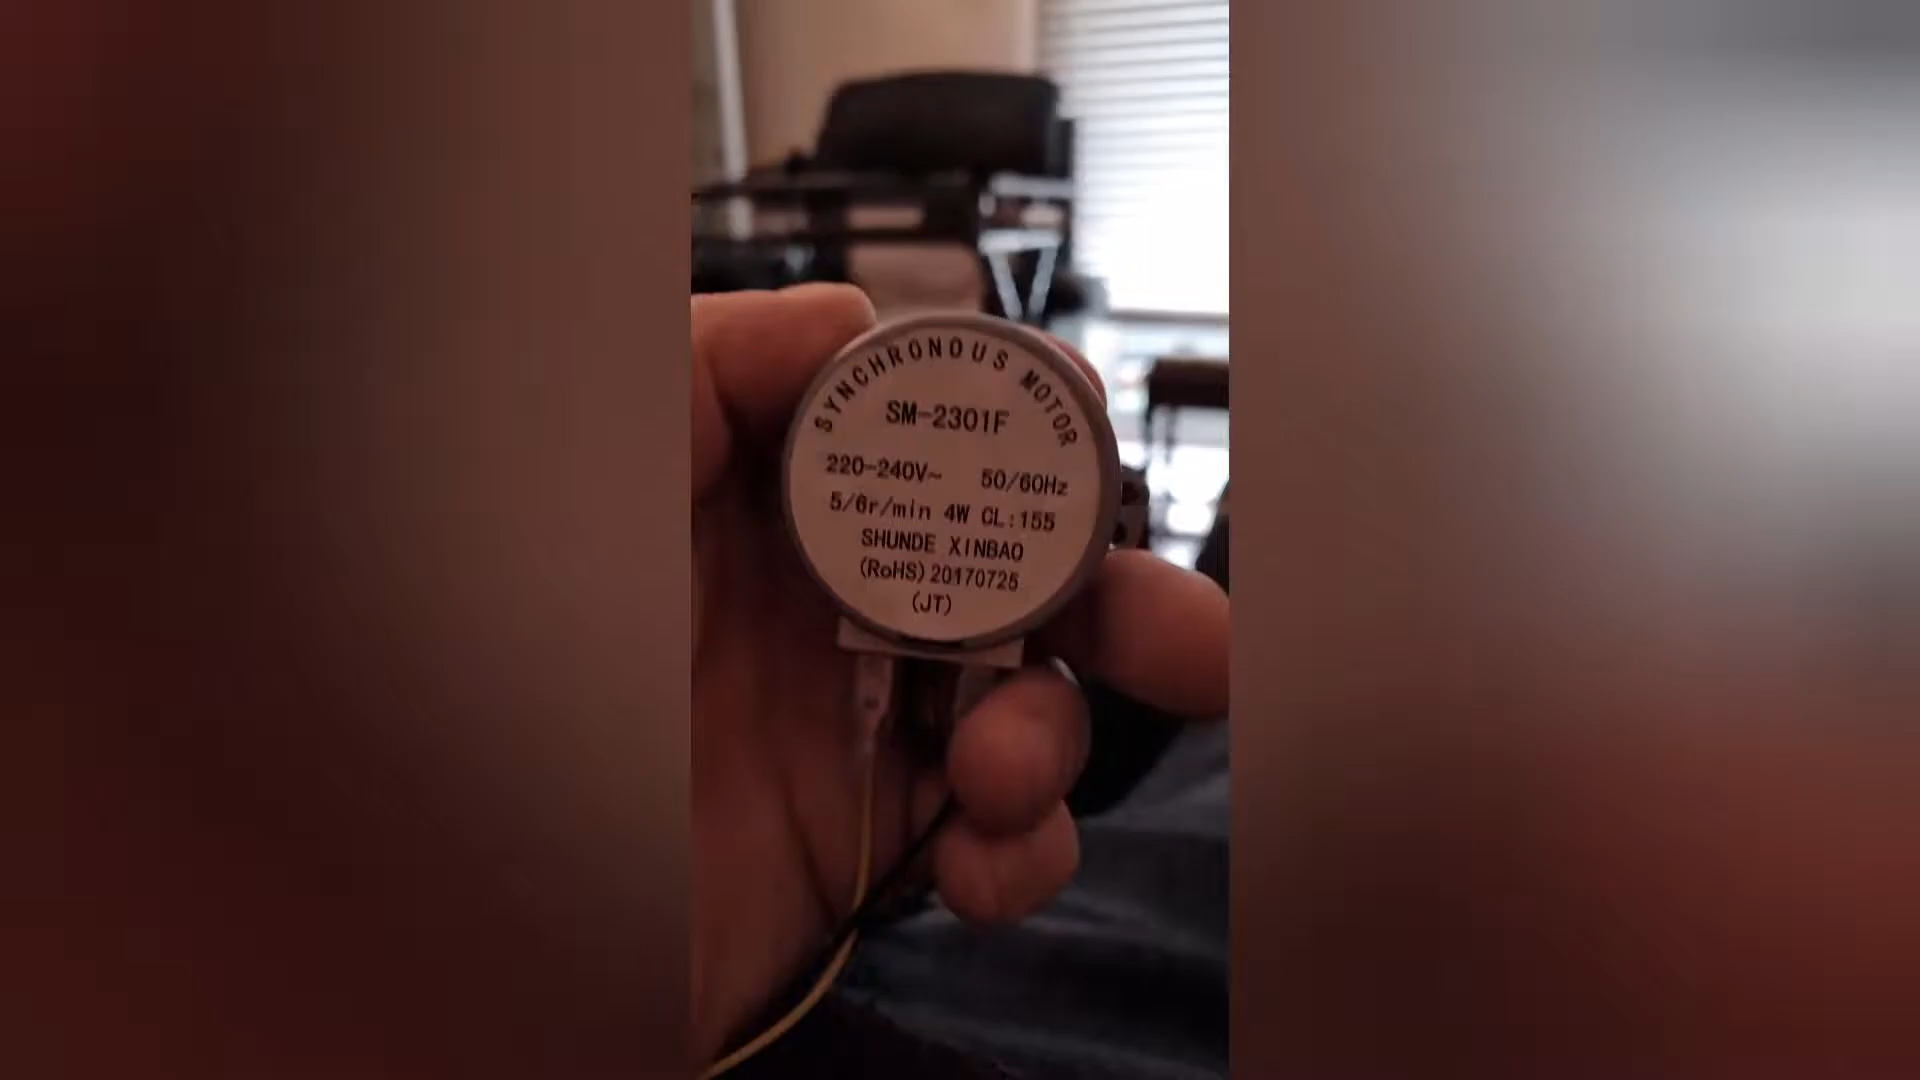 SYNCHRONOUS MOTOR
SM-2301F
220-240V~ 50/60Hz
5/6r/min 4W CL:155
SHUNDE XINBAO
(RoHS)20170725
(JT)